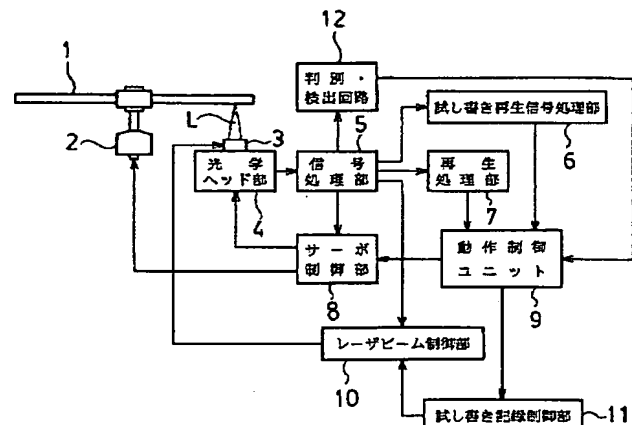 12
1
判別・
検出回路
試し書き再生信号処理部
L
3
5
2
光学
ヘッド部
信号
処理部
再生
処理部
6
4
7
サーボ
制御部
動作制御
ユニット
8
9
レーザビーム制御部
10
試し書き記録制御部
11